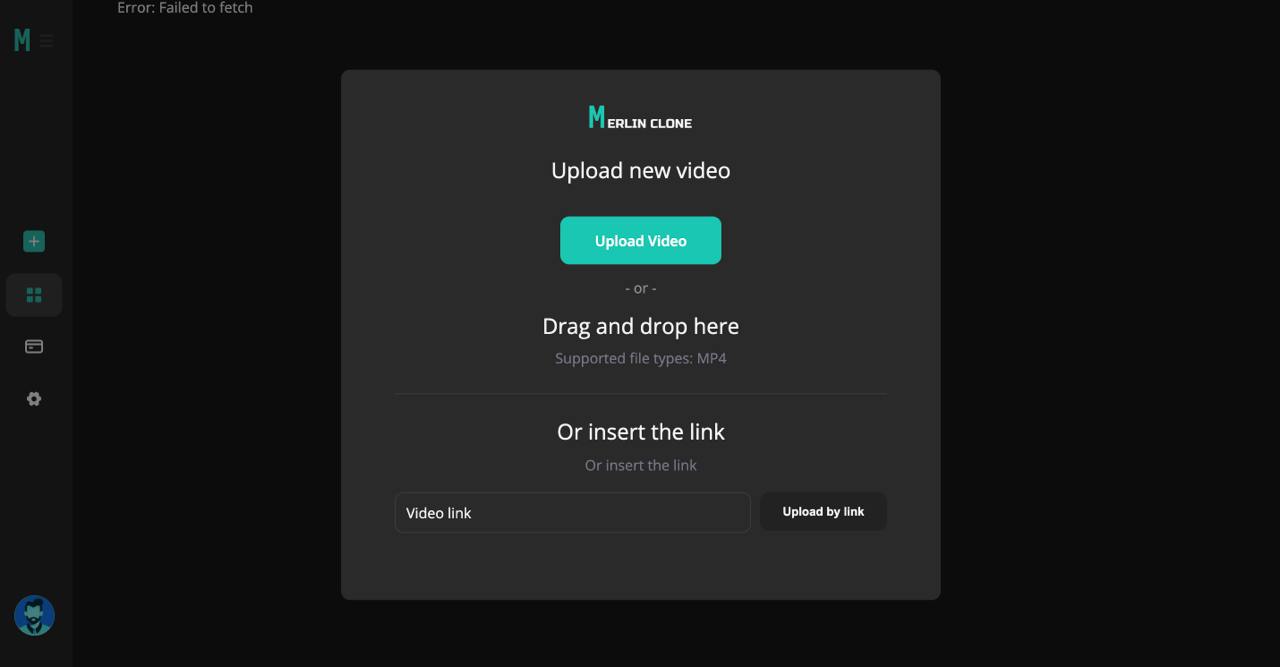 Error: Failed to fetch
M
MERLIN CLONE
Upload new video
Upload Video
- or -
Drag and drop here
Supported file types: MP4
Or insert the link
Or insert the link
Video link
Upload by link